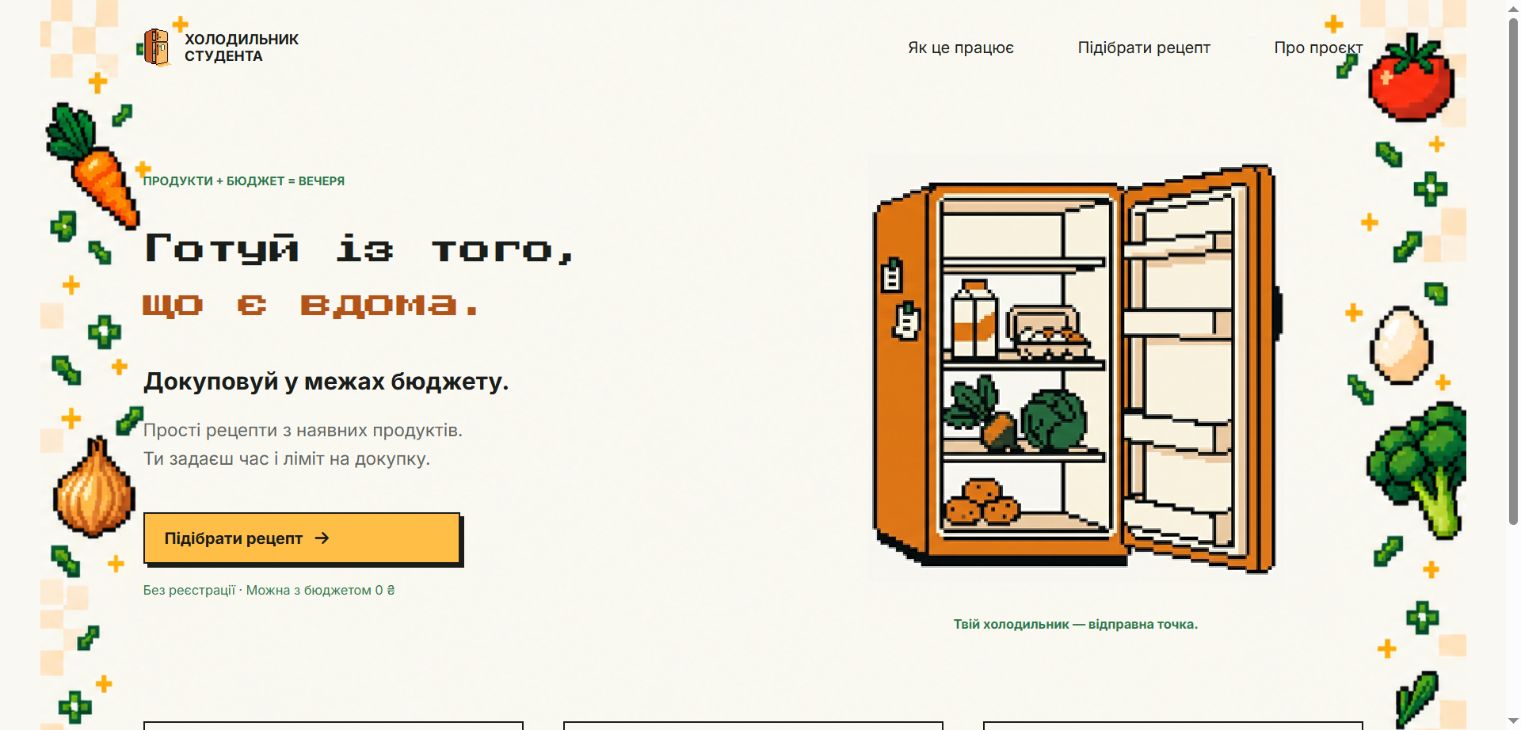 ХОЛОДИЛЬНИК
СТУДЕНТА
Як це працює
Підібрати рецепт
Про проєкт
ПРОДУКТИ + БЮДЖЕТ = ВЕЧЕРЯ
Готуй із того,
що є вдома.
Докуповуй у межах бюджету.
Прості рецепти з наявних продуктів.
Ти задаєш час і ліміт на докупку.
Підібрати рецепт →
Без реєстрації · Можна з бюджетом 0 ₴
Твій холодильник — відправна точка.